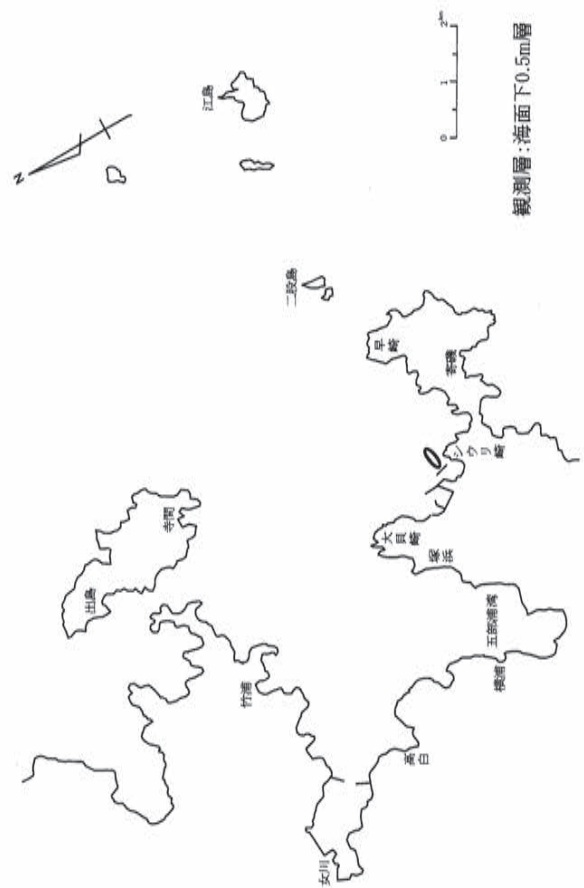 N
江島
二段島
早崎
寄磯
シウリ崎
大貝崎
塚浜
寺間
出島
五部浦湾
横浦
竹浦
高白
女川
0 1 2km
観測層:海面下0.5m層